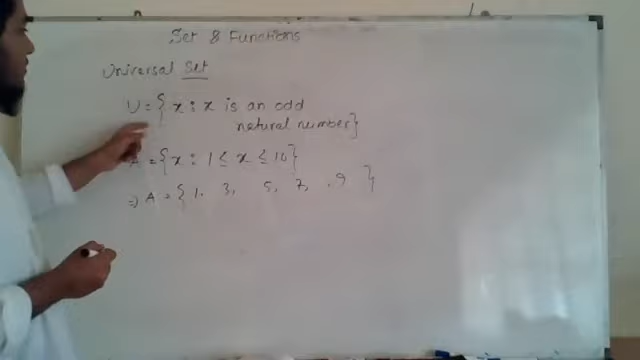 Set & Functions
Universal Set
U = { x : x is an odd
natural number}
A = {x : 1 ≤ x ≤ 10}
⇒ A = { 1, 3, 5, 7, , 9 }